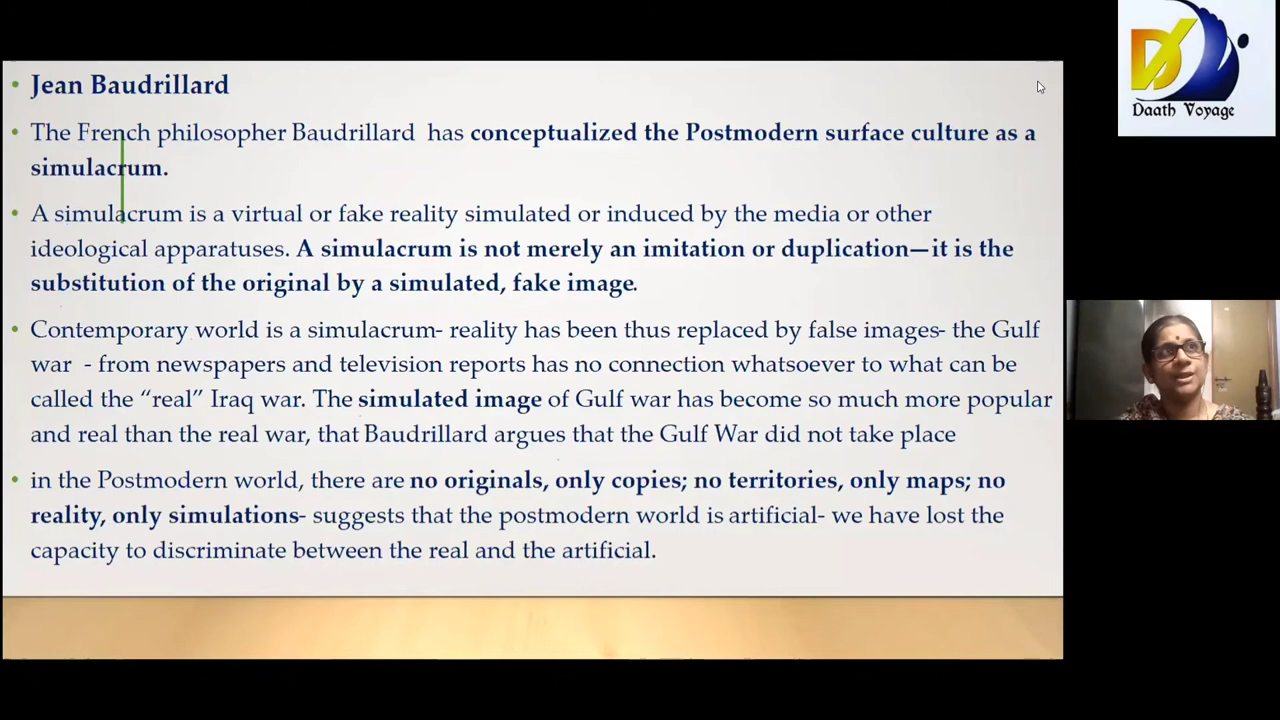 Jean Baudrillard
The French philosopher Baudrillard has conceptualized the Postmodern surface culture as a
simulacrum.
A simulacrum is a virtual or fake reality simulated or induced by the media or other
ideological apparatuses. A simulacrum is not merely an imitation or duplication—it is the
substitution of the original by a simulated, fake image.
Contemporary world is a simulacrum- reality has been thus replaced by false images- the Gulf
war - from newspapers and television reports has no connection whatsoever to what can be
called the “real” Iraq war. The simulated image of Gulf war has become so much more popular
and real than the real war, that Baudrillard argues that the Gulf War did not take place
in the Postmodern world, there are no originals, only copies; no territories, only maps; no
reality, only simulations- suggests that the postmodern world is artificial- we have lost the
capacity to discriminate between the real and the artificial.
DV
Daath Voyage